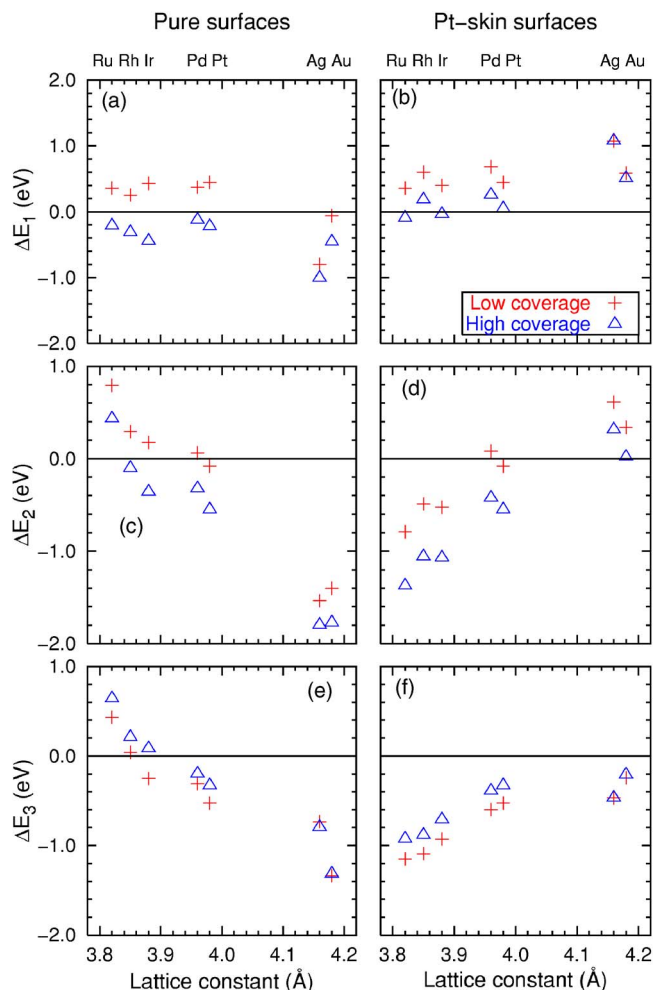 Pure surfaces Pt-skin surfaces
Ru Rh Ir Pd Pt Ag Au Ru Rh Ir Pd Pt Ag Au
2.0
(a) (b)
1.0
ΔE1 (eV)
0.0
-1.0
Low coverage
High coverage
-2.0
1.0
(d)
0.0
ΔE2 (eV)
(c)
-1.0
-2.0
1.0
(e) (f)
0.0
ΔE3 (eV)
-1.0
-2.0
3.8 3.9 4.0 4.1 4.2 3.8 3.9 4.0 4.1 4.2
Lattice constant (Å) Lattice constant (Å)